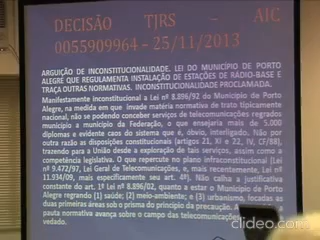 DECISÃO TJRS - AIC
0055909964 - 25/11/2013
ARGUIÇÃO DE INCONSTITUCIONALIDADE. LEI DO MUNICÍPIO DE PORTO
ALEGRE QUE REGULAMENTA INSTALAÇÃO DE ESTAÇÕES DE RÁDIO-BASE E
TRAÇA OUTRAS NORMATIVAS. INCONSTITUCIONALIDADE PROCLAMADA.
Manifestamente inconstitucional a Lei nº 8.896/92 do Município de Porto
Alegre, na medida em que invade matéria normativa de trato tipicamente
nacional, não se podendo conceber serviços de telecomunicações regrados
município a município da Federação, o que ensejaria mais de 5.000
diplomas e evidente caos do sistema que é, óbeio, interligado. Não por
outra razão as disposições constitucionais (artigos 21, XI e 22, IV, CF/88),
trazendo para a União desde a exploração de tais serviços, assim como a
competência legislativa. O que repercute no plano infraconstitucional (Lei
nº 9.472/97, Lei Geral de Telecomunicações, e, mais recentemente, Lei nº
11.934/09, mais especificamente seu art. 4º). Não calha a justificativa
constante do art. 1º Lei nº 8.896/02, quanto a estar o Município de Porto
Alegre regrando (1) saúde; (2) meio-ambiente; e (3) urbanismo, focadas as
duas primeiras áreas sob o prisma do princípio da precaução. A
pauta normativa avança sobre o campo das telecomunicações
vedado.
clideo.com